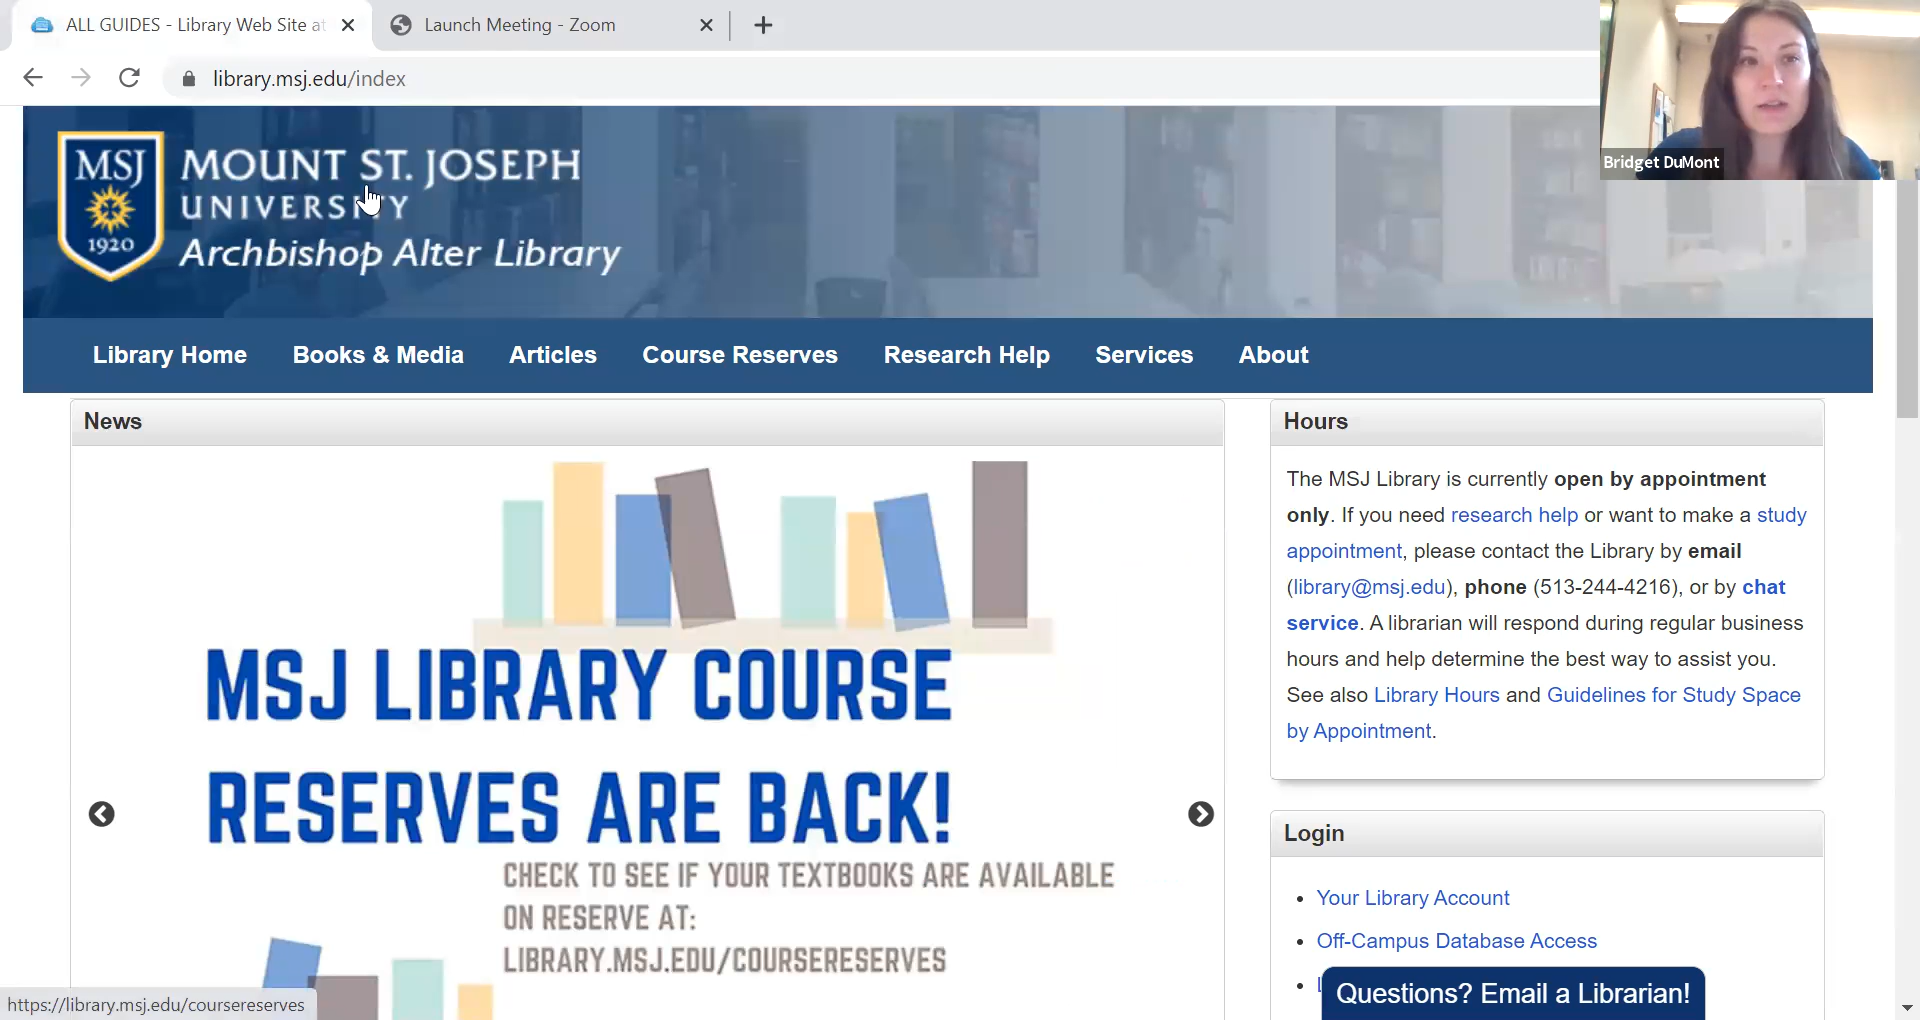 ALL GUIDES - Library Web Site at
Launch Meeting - Zoom
library.msj.edu/index
Bridget DuMont
MSJ
1920
MOUNT ST. JOSEPH
UNIVERSITY
Archbishop Alter Library
Library Home
Books & Media
Articles
Course Reserves
Research Help
Services
About
News
MSJ LIBRARY COURSE
RESERVES ARE BACK!
CHECK TO SEE IF YOUR TEXTBOOKS ARE AVAILABLE
ON RESERVE AT:
LIBRARY.MSJ.EDU/COURSERESERVES
Hours
The MSJ Library is currently open by appointment
only. If you need research help or want to make a study
appointment, please contact the Library by email
(library@msj.edu), phone (513-244-4216), or by chat
service. A librarian will respond during regular business
hours and help determine the best way to assist you.
See also Library Hours and Guidelines for Study Space
by Appointment.
Login
• Your Library Account
• Off-Campus Database Access
Questions? Email a Librarian!
https://library.msj.edu/coursereserves